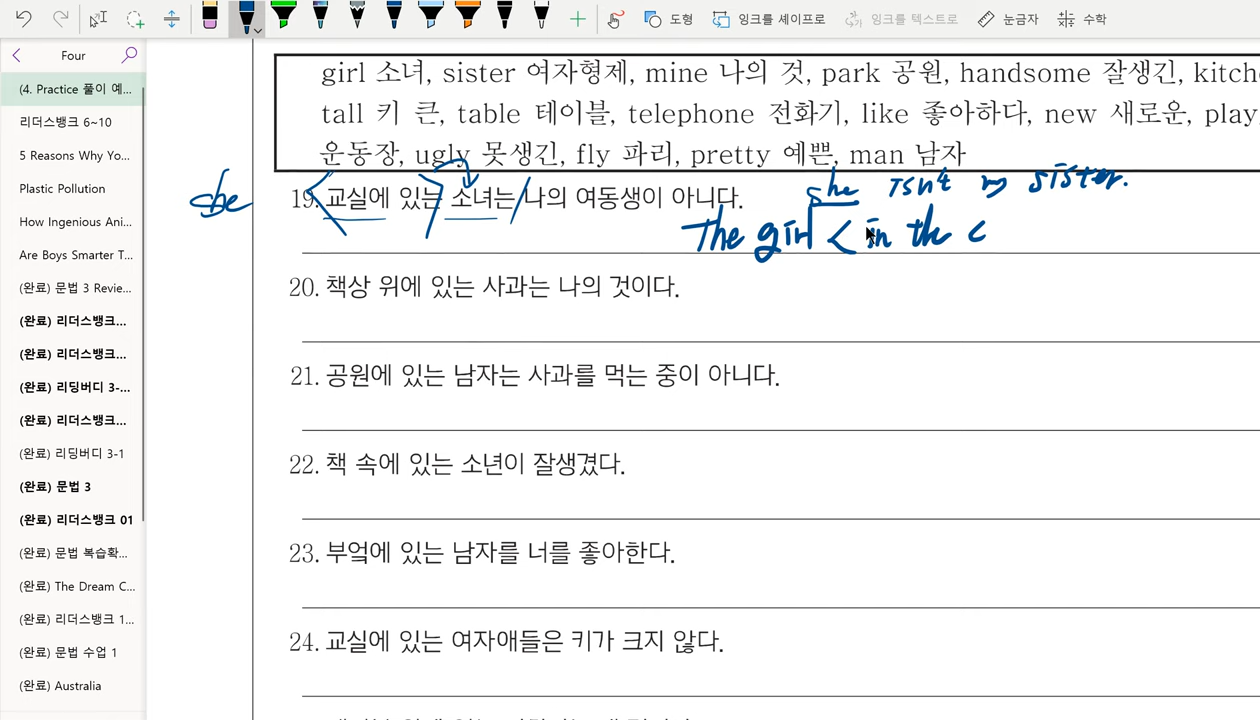 도형
잉크를 셰이프로
잉크를 텍스트로
눈금자
수학
Four
(4. Practice 풀이 예...
리더스뱅크 6~10
5 Reasons Why Yo...
Plastic Pollution
How Ingenious Ani...
Are Boys Smarter T...
(완료) 문법 3 Revie...
(완료) 리더스뱅크...
(완료) 리더스뱅크...
(완료) 리딩버디 3-...
(완료) 리더스뱅크...
(완료) 리딩버디 3-1
(완료) 문법 3
(완료) 리더스뱅크 01
(완료) 문법 복습확...
(완료) The Dream C...
(완료) 리더스뱅크 1...
(완료) 문법 수업 1
(완료) Australia
girl 소녀, sister 여자형제, mine 나의 것, park 공원, handsome 잘생긴, kitch
tall 키 큰, table 테이블, telephone 전화기, like 좋아하다, new 새로운, play
운동장, ugly 못생긴, fly 파리, pretty 예쁜, man 남자
she isn't my sister.
19. 교실에 있는 소녀는 나의 여동생이 아니다.
The girl < in the c
20. 책상 위에 있는 사과는 나의 것이다.
21. 공원에 있는 남자는 사과를 먹는 중이 아니다.
22. 책 속에 있는 소년이 잘생겼다.
23. 부엌에 있는 남자를 너를 좋아한다.
24. 교실에 있는 여자애들은 키가 크지 않다.